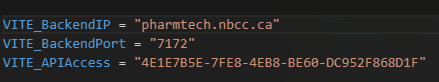 VITE_BackendIP = "pharmtech.nbcc.ca"
VITE_BackendPort = "7172"
VITE_APIAccess = "4E1E7B5E-7FE8-4EB8-BE60-DC952F868D1F"